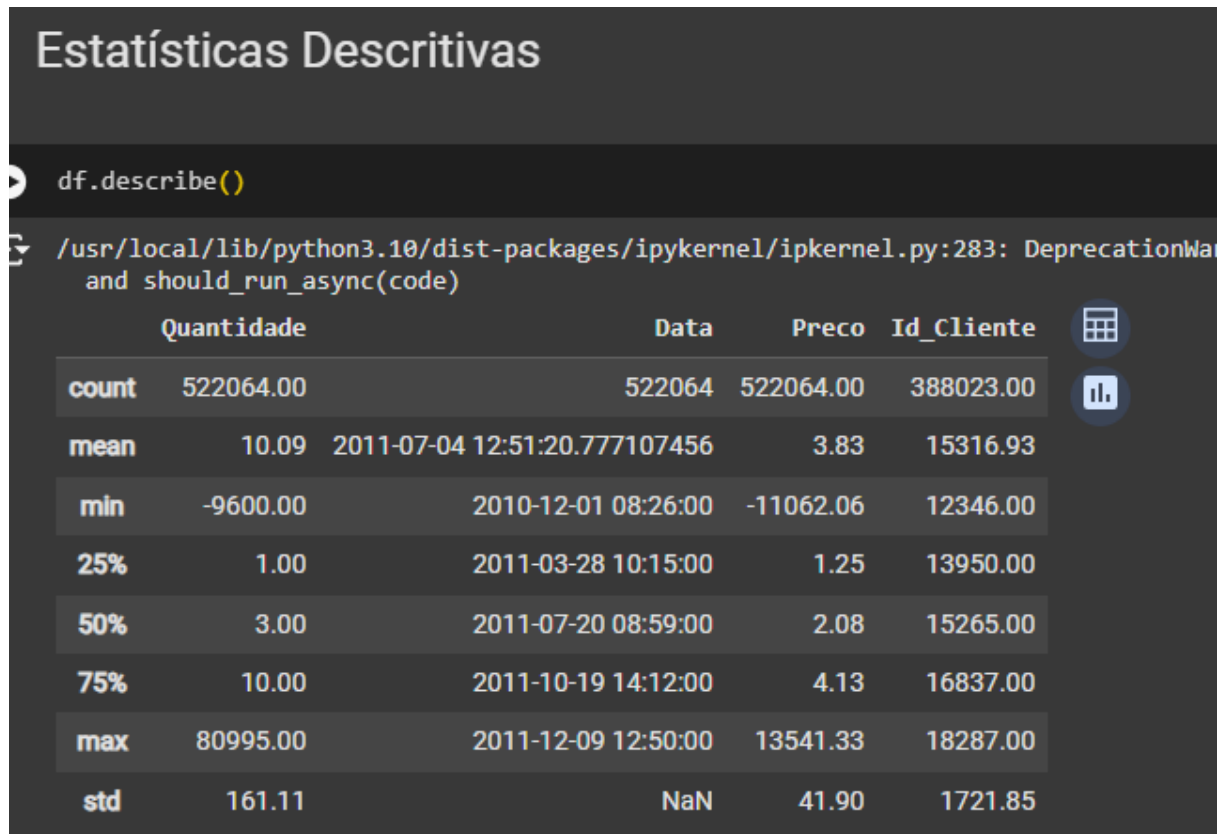 Estatísticas Descritivas
df.describe()
/usr/local/lib/python3.10/dist-packages/ipykernel/ipkernel.py:283: DeprecationWar
and should_run_async(code)
Quantidade Data Preco Id_Cliente
count 522064.00 522064 522064.00 388023.00
mean 10.09 2011-07-04 12:51:20.777107456 3.83 15316.93
min -9600.00 2010-12-01 08:26:00 -11062.06 12346.00
25% 1.00 2011-03-28 10:15:00 1.25 13950.00
50% 3.00 2011-07-20 08:59:00 2.08 15265.00
75% 10.00 2011-10-19 14:12:00 4.13 16837.00
max 80995.00 2011-12-09 12:50:00 13541.33 18287.00
std 161.11 NaN 41.90 1721.85